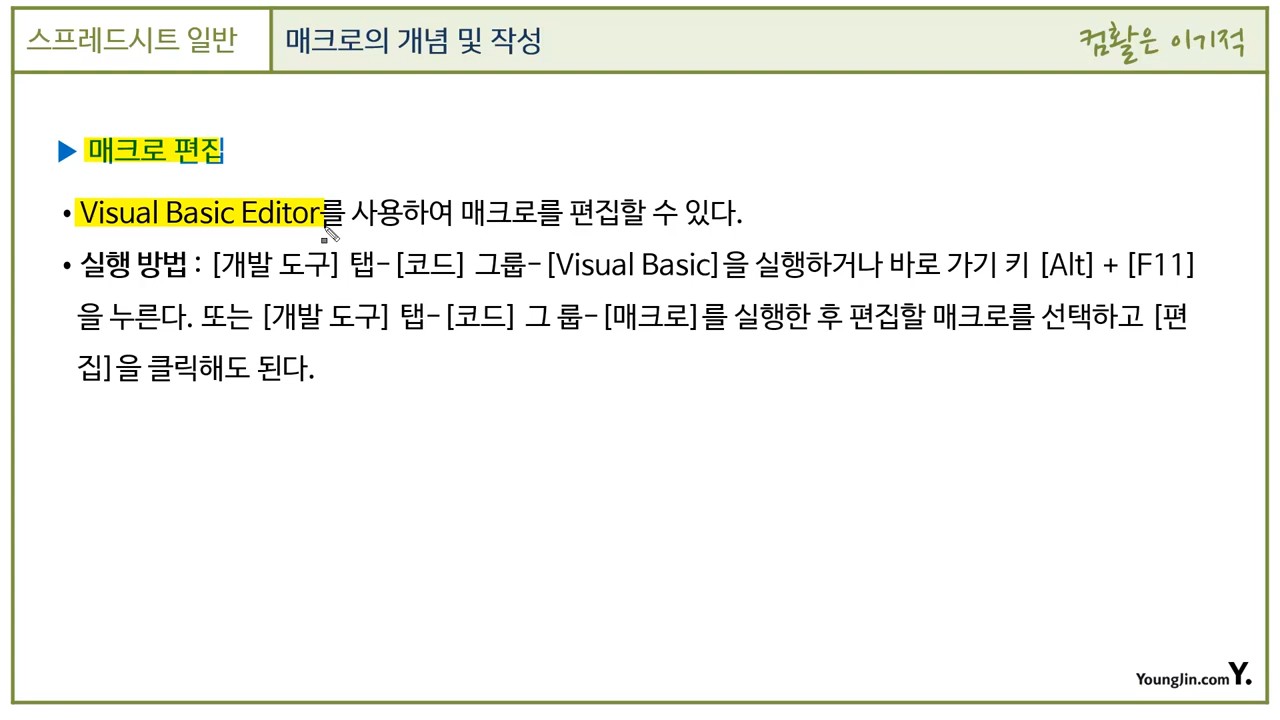 스프레드시트 일반
매크로의 개념 및 작성
컴활은 이기적
▶ 매크로 편집
• Visual Basic Editor를 사용하여 매크로를 편집할 수 있다.
• 실행 방법 : [개발 도구] 탭-[코드] 그룹-[Visual Basic]을 실행하거나 바로 가기 키 [Alt] + [F11]
을 누른다. 또는 [개발 도구] 탭-[코드] 그 룹-[매크로]를 실행한 후 편집할 매크로를 선택하고 [편
집]을 클릭해도 된다.
YoungJin.com Y.